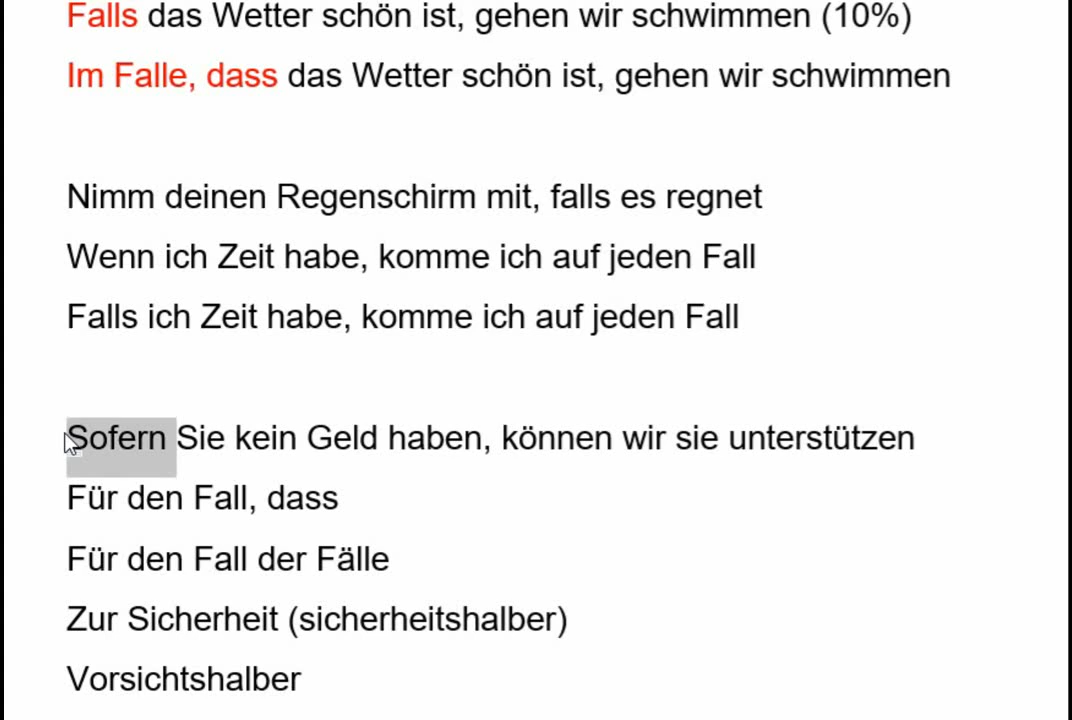 Falls das Wetter schön ist, gehen wir schwimmen (10%)
Im Falle, dass das Wetter schön ist, gehen wir schwimmen
Nimm deinen Regenschirm mit, falls es regnet
Wenn ich Zeit habe, komme ich auf jeden Fall
Falls ich Zeit habe, komme ich auf jeden Fall
Sofern Sie kein Geld haben, können wir sie unterstützen
Für den Fall, dass
Für den Fall der Fälle
Zur Sicherheit (sicherheitshalber)
Vorsichtshalber